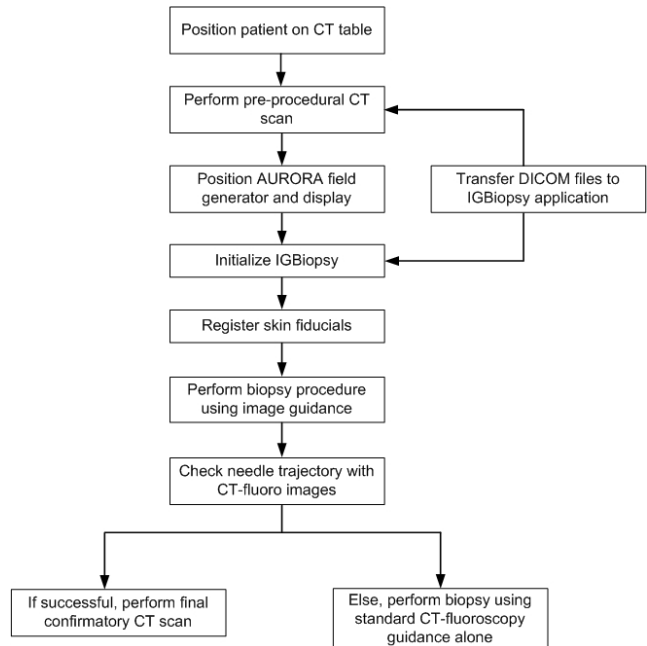 Position patient on CT table
Perform pre-procedural CT
scan
Position AURORA field
generator and display
Transfer DICOM files to
IGBiopsy application
Initialize IGBiopsy
Register skin fiducials
Perform biopsy procedure
using image guidance
Check needle trajectory with
CT-fluoro images
If successful, perform final
confirmatory CT scan
Else, perform biopsy using
standard CT-fluoroscopy
guidance alone